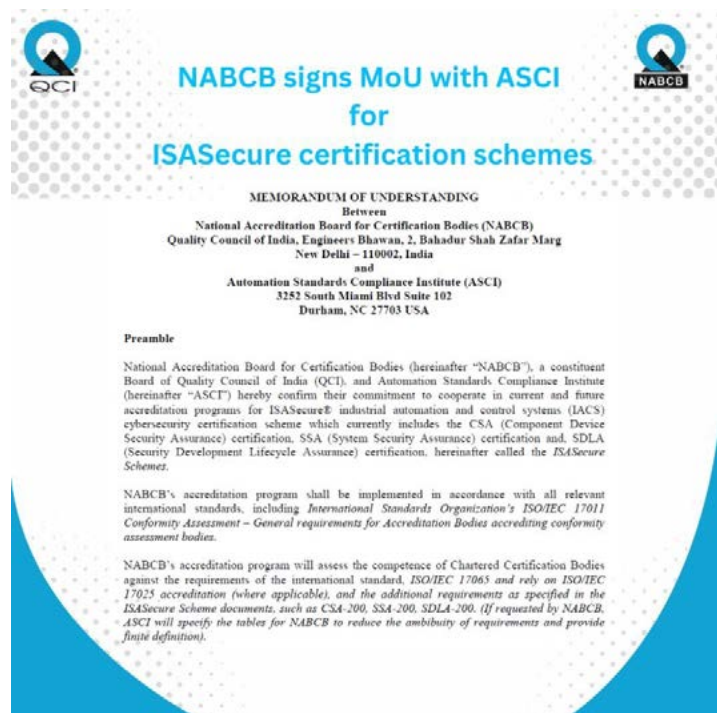 QCI
NABCB
NABCB signs MoU with ASCI
for
ISASecure certification schemes
MEMORANDUM OF UNDERSTANDING
Between
National Accreditation Board for Certification Bodies (NABCB)
Quality Council of India, Engineers Bhawan, 2, Bahadur Shah Zafar Marg
New Delhi – 110002, India
and
Automation Standards Compliance Institute (ASCI)
3252 South Miami Blvd Suite 102
Durham, NC 27703 USA
Preamble
National Accreditation Board for Certification Bodies (hereinafter “NABCB”), a constituent
Board of Quality Council of India (QCI), and Automation Standards Compliance Institute
(hereinafter “ASCI”) hereby confirm their commitment to cooperate in current and future
accreditation programs for ISASecure® industrial automation and control systems (IACS)
cybersecurity certification scheme which currently includes the CSA (Component Device
Security Assurance) certification, SSA (System Security Assurance) certification and, SDLA
(Security Development Lifecycle Assurance) certification, hereinafter called the ISASecure
Schemes.
NABCB’s accreditation program shall be implemented in accordance with all relevant
international standards, including International Standards Organization’s ISO/IEC 17011
Conformity Assessment – General requirements for Accreditation Bodies accrediting conformity
assessment bodies.
NABCB’s accreditation program will assess the competence of Chartered Certification Bodies
against the requirements of the international standard, ISO/IEC 17065 and rely on ISO/IEC
17025 accreditation (where applicable), and the additional requirements as specified in the
ISASecure Scheme documents, such as CSA-200, SSA-200, SDLA-200. (If requested by NABCB,
ASCI will specify the tables for NABCB to reduce the ambibuity of requirements and provide
finite definition).